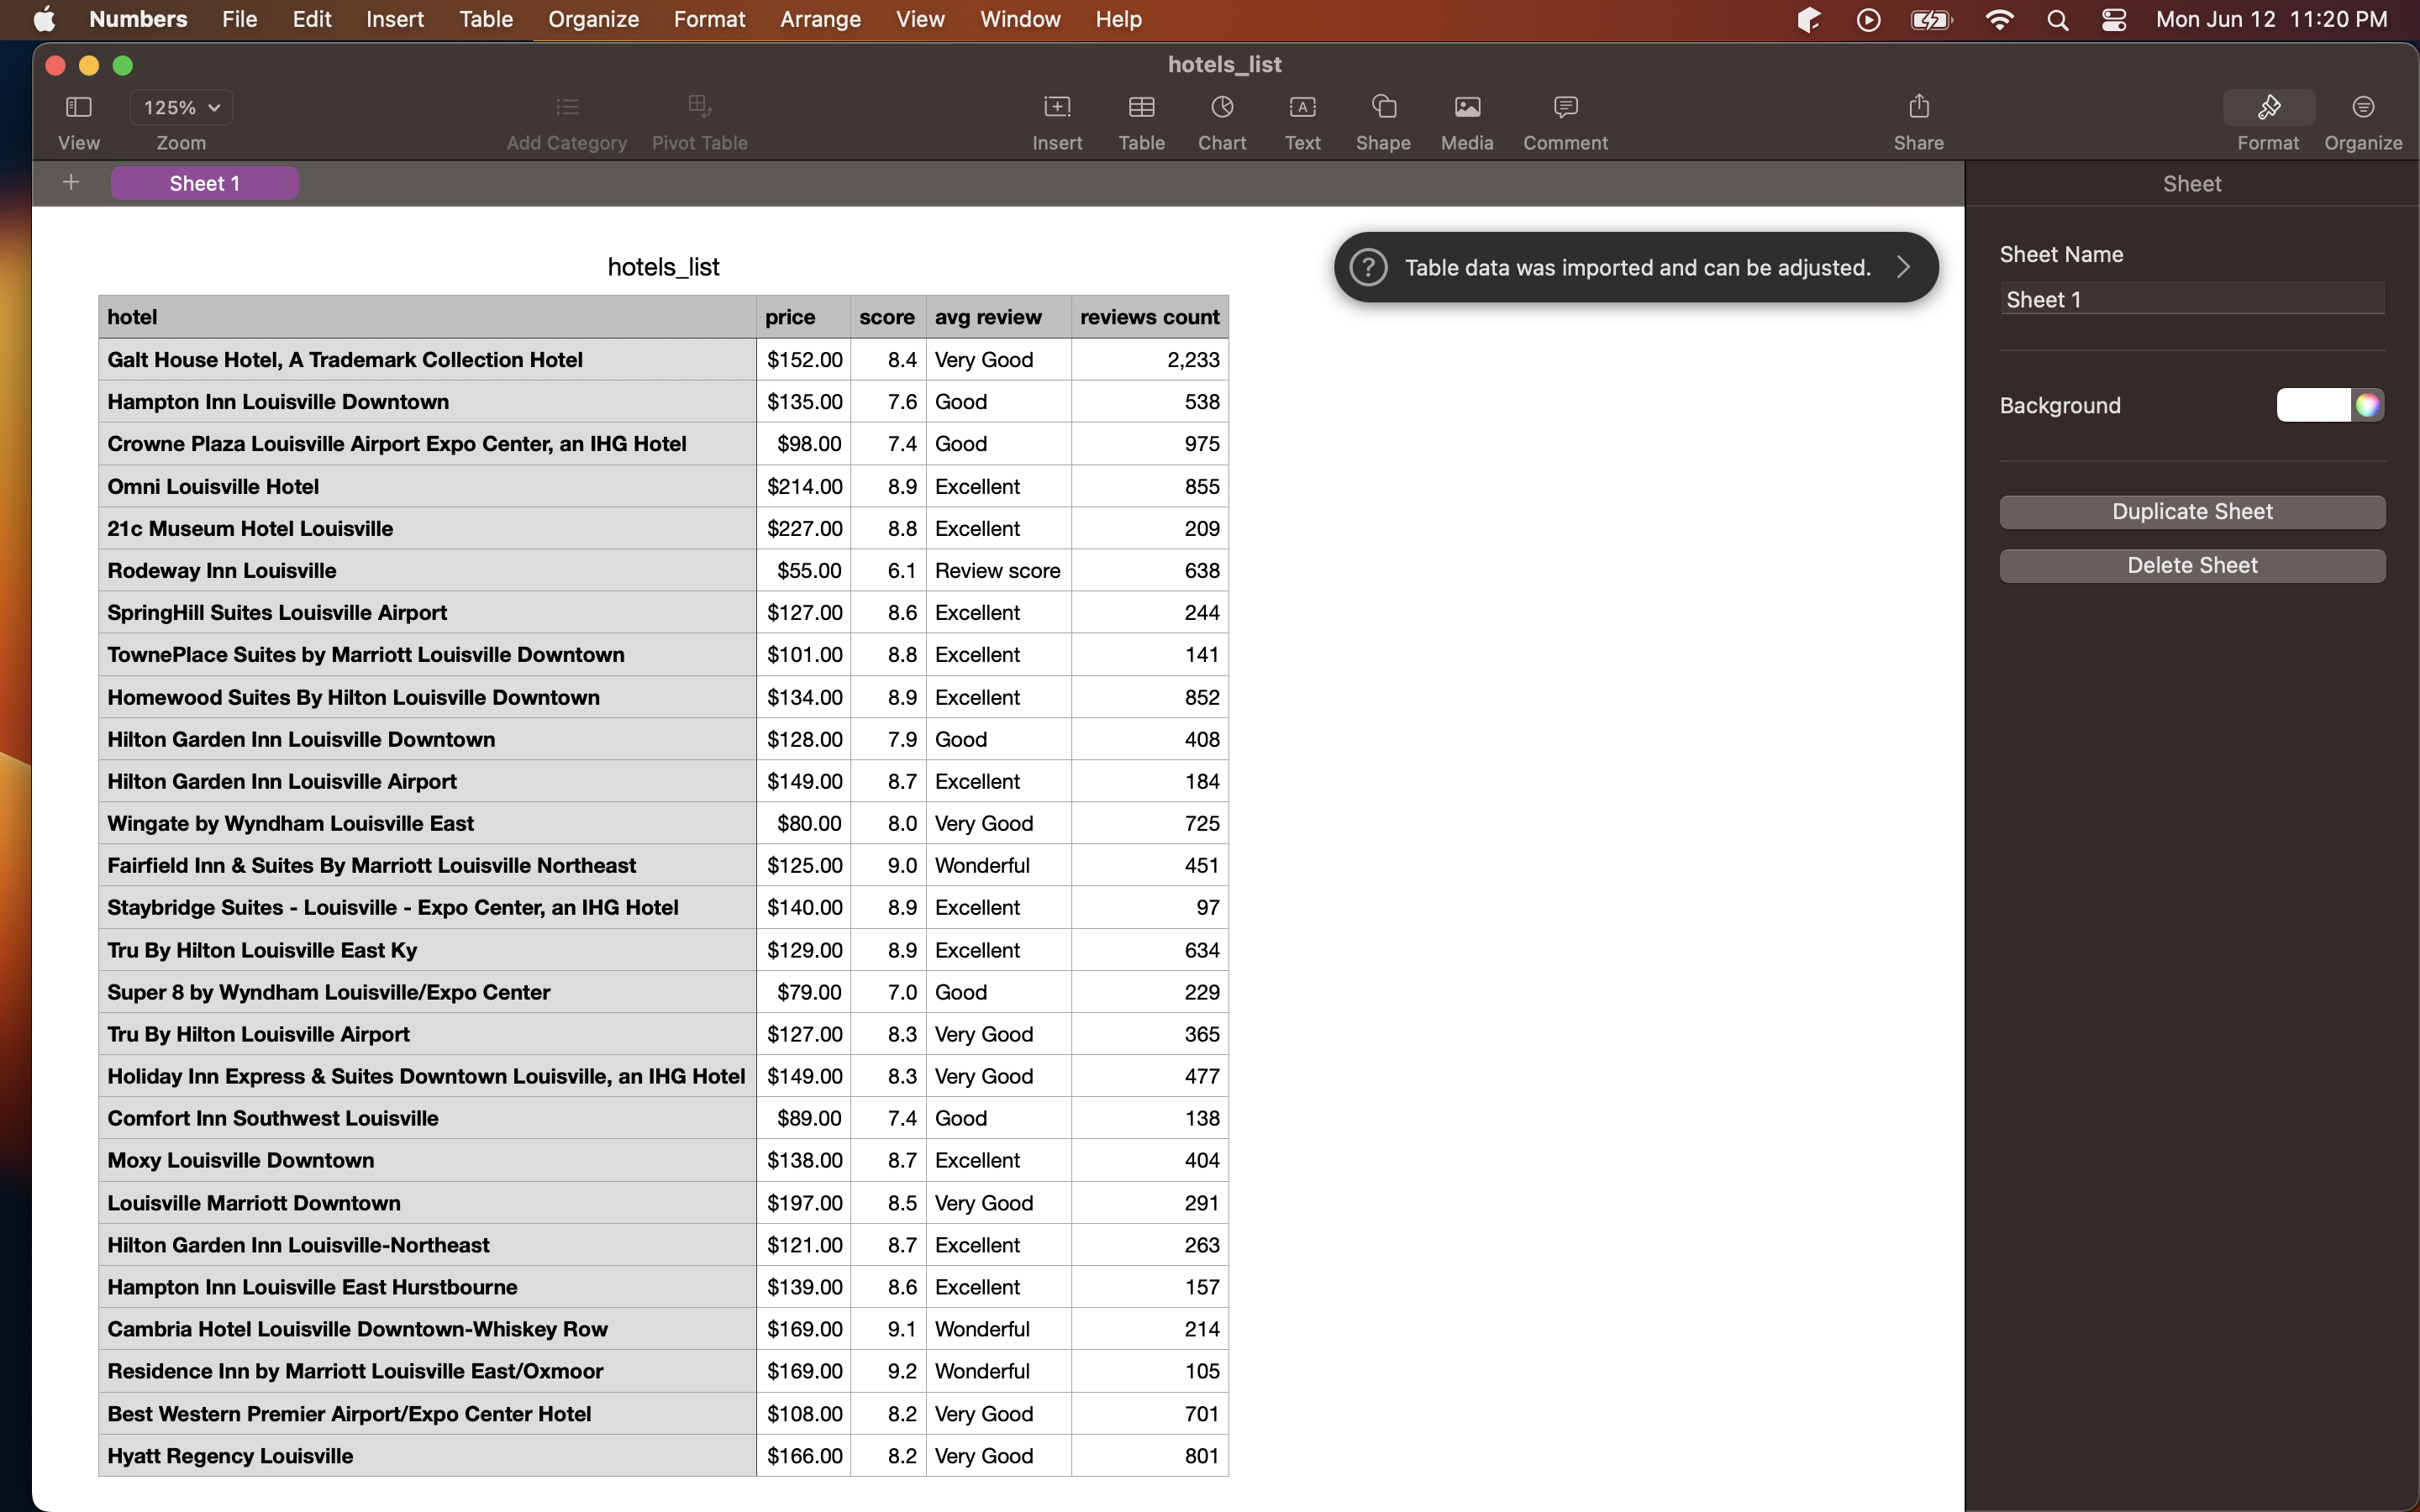 Numbers File Edit Insert Table Organize Format Arrange View Window Help Mon Jun 12 11:20 PM
hotels_list
125%
View Zoom Add Category Pivot Table Insert Table Chart Text Shape Media Comment Share Format Organize
Sheet 1 Sheet
hotels_list
Table data was imported and can be adjusted.
Sheet Name
Sheet 1
Background
Duplicate Sheet
Delete Sheet
hotel price score avg review reviews count
Galt House Hotel, A Trademark Collection Hotel $152.00 8.4 Very Good 2,233
Hampton Inn Louisville Downtown $135.00 7.6 Good 538
Crowne Plaza Louisville Airport Expo Center, an IHG Hotel $98.00 7.4 Good 975
Omni Louisville Hotel $214.00 8.9 Excellent 855
21c Museum Hotel Louisville $227.00 8.8 Excellent 209
Rodeway Inn Louisville $55.00 6.1 Review score 638
SpringHill Suites Louisville Airport $127.00 8.6 Excellent 244
TownePlace Suites by Marriott Louisville Downtown $101.00 8.8 Excellent 141
Homewood Suites By Hilton Louisville Downtown $134.00 8.9 Excellent 852
Hilton Garden Inn Louisville Downtown $128.00 7.9 Good 408
Hilton Garden Inn Louisville Airport $149.00 8.7 Excellent 184
Wingate by Wyndham Louisville East $80.00 8.0 Very Good 725
Fairfield Inn & Suites By Marriott Louisville Northeast $125.00 9.0 Wonderful 451
Staybridge Suites - Louisville - Expo Center, an IHG Hotel $140.00 8.9 Excellent 97
Tru By Hilton Louisville East Ky $129.00 8.9 Excellent 634
Super 8 by Wyndham Louisville/Expo Center $79.00 7.0 Good 229
Tru By Hilton Louisville Airport $127.00 8.3 Very Good 365
Holiday Inn Express & Suites Downtown Louisville, an IHG Hotel $149.00 8.3 Very Good 477
Comfort Inn Southwest Louisville $89.00 7.4 Good 138
Moxy Louisville Downtown $138.00 8.7 Excellent 404
Louisville Marriott Downtown $197.00 8.5 Very Good 291
Hilton Garden Inn Louisville-Northeast $121.00 8.7 Excellent 263
Hampton Inn Louisville East Hurstbourne $139.00 8.6 Excellent 157
Cambria Hotel Louisville Downtown-Whiskey Row $169.00 9.1 Wonderful 214
Residence Inn by Marriott Louisville East/Oxmoor $169.00 9.2 Wonderful 105
Best Western Premier Airport/Expo Center Hotel $108.00 8.2 Very Good 701
Hyatt Regency Louisville $166.00 8.2 Very Good 801